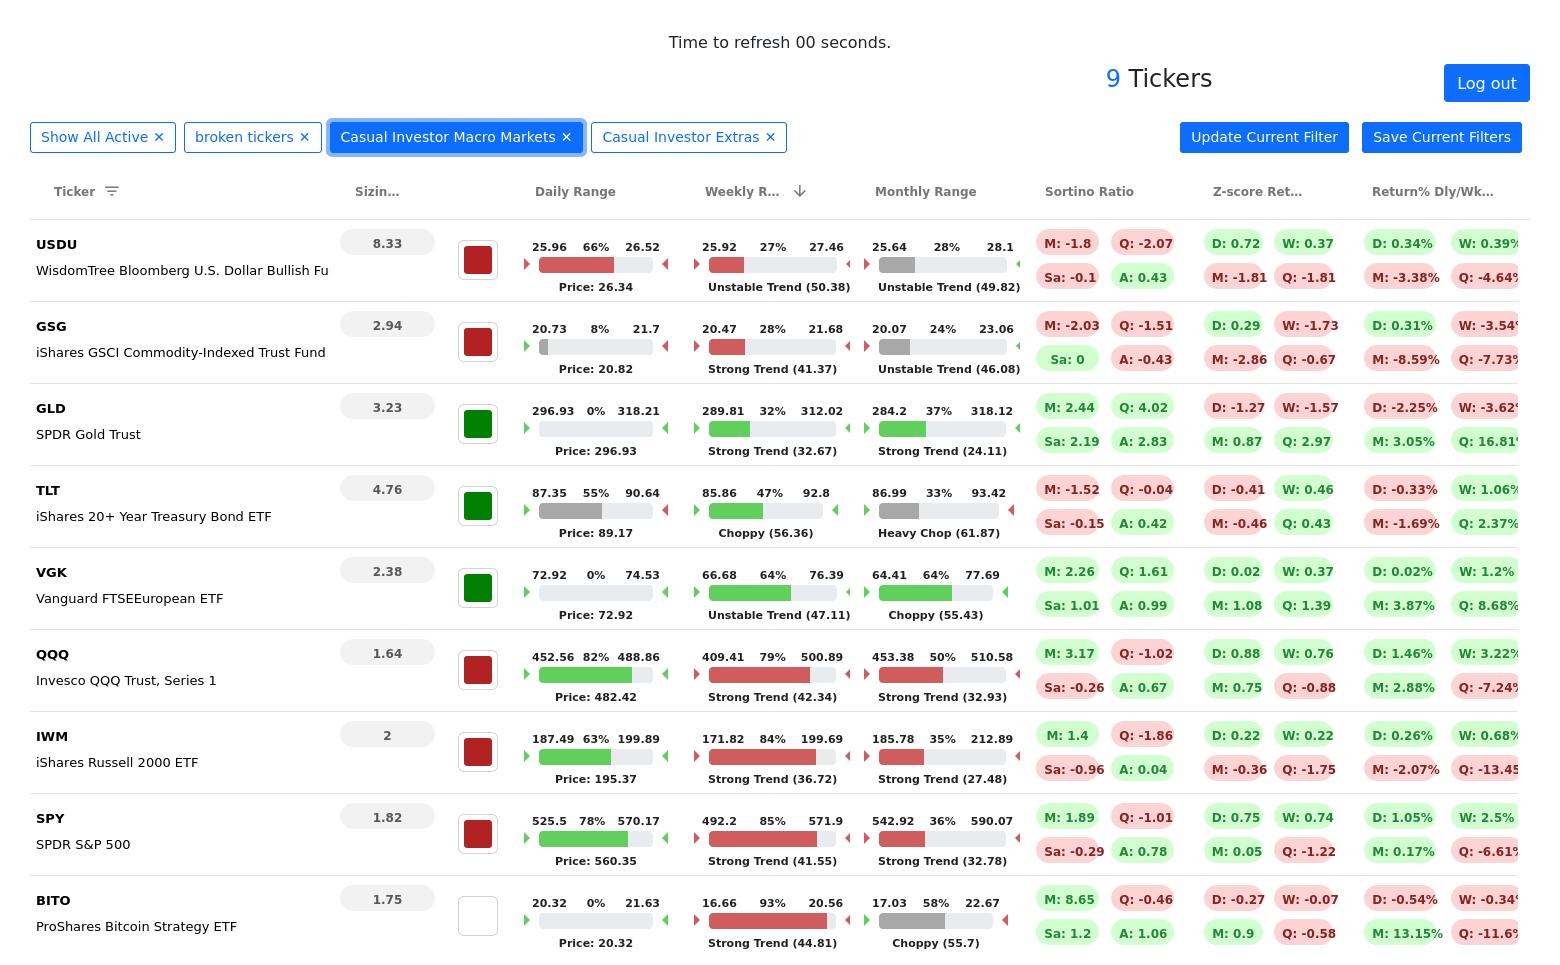 Time to refresh 00 seconds.
9 Tickers
Log out
Show All Active ✕ broken tickers ✕ Casual Investor Macro Markets ✕ Casual Investor Extras ✕ Update Current Filter Save Current Filters
Ticker Sizin... Daily Range Weekly R... Monthly Range Sortino Ratio Z-score Ret... Return% Dly/Wk...
USDU 8.33 25.96 66% 26.52 25.92 27% 27.46 25.64 28% 28.1 M: -1.8 Q: -2.07 D: 0.72 W: 0.37 D: 0.34% W: 0.39%
WisdomTree Bloomberg U.S. Dollar Bullish Fu Price: 26.34 Unstable Trend (50.38) Unstable Trend (49.82) Sa: -0.1 A: 0.43 M: -1.81 Q: -1.81 M: -3.38% Q: -4.64%
GSG 2.94 20.73 8% 21.7 20.47 28% 21.68 20.07 24% 23.06 M: -2.03 Q: -1.51 D: 0.29 W: -1.73 D: 0.31% W: -3.54%
iShares GSCI Commodity-Indexed Trust Fund Price: 20.82 Strong Trend (41.37) Unstable Trend (46.08) Sa: 0 A: -0.43 M: -2.86 Q: -0.67 M: -8.59% Q: -7.73%
GLD 3.23 296.93 0% 318.21 289.81 32% 312.02 284.2 37% 318.12 M: 2.44 Q: 4.02 D: -1.27 W: -1.57 D: -2.25% W: -3.62%
SPDR Gold Trust Price: 296.93 Strong Trend (32.67) Strong Trend (24.11) Sa: 2.19 A: 2.83 M: 0.87 Q: 2.97 M: 3.05% Q: 16.81%
TLT 4.76 87.35 55% 90.64 85.86 47% 92.8 86.99 33% 93.42 M: -1.52 Q: -0.04 D: -0.41 W: 0.46 D: -0.33% W: 1.06%
iShares 20+ Year Treasury Bond ETF Price: 89.17 Choppy (56.36) Heavy Chop (61.87) Sa: -0.15 A: 0.42 M: -0.46 Q: 0.43 M: -1.69% Q: 2.37%
VGK 2.38 72.92 0% 74.53 66.68 64% 76.39 64.41 64% 77.69 M: 2.26 Q: 1.61 D: 0.02 W: 0.37 D: 0.02% W: 1.2%
Vanguard FTSEEuropean ETF Price: 72.92 Unstable Trend (47.11) Choppy (55.43) Sa: 1.01 A: 0.99 M: 1.08 Q: 1.39 M: 3.87% Q: 8.68%
QQQ 1.64 452.56 82% 488.86 409.41 79% 500.89 453.38 50% 510.58 M: 3.17 Q: -1.02 D: 0.88 W: 0.76 D: 1.46% W: 3.22%
Invesco QQQ Trust, Series 1 Price: 482.42 Strong Trend (42.34) Strong Trend (32.93) Sa: -0.26 A: 0.67 M: 0.75 Q: -0.88 M: 2.88% Q: -7.24%
IWM 2 187.49 63% 199.89 171.82 84% 199.69 185.78 35% 212.89 M: 1.4 Q: -1.86 D: 0.22 W: 0.22 D: 0.26% W: 0.68%
iShares Russell 2000 ETF Price: 195.37 Strong Trend (36.72) Strong Trend (27.48) Sa: -0.96 A: 0.04 M: -0.36 Q: -1.75 M: -2.07% Q: -13.45
SPY 1.82 525.5 78% 570.17 492.2 85% 571.9 542.92 36% 590.07 M: 1.89 Q: -1.01 D: 0.75 W: 0.74 D: 1.05% W: 2.5%
SPDR S&P 500 Price: 560.35 Strong Trend (41.55) Strong Trend (32.78) Sa: -0.29 A: 0.78 M: 0.05 Q: -1.22 M: 0.17% Q: -6.61%
BITO 1.75 20.32 0% 21.63 16.66 93% 20.56 17.03 58% 22.67 M: 8.65 Q: -0.46 D: -0.27 W: -0.07 D: -0.54% W: -0.34%
ProShares Bitcoin Strategy ETF Price: 20.32 Strong Trend (44.81) Choppy (55.7) Sa: 1.2 A: 1.06 M: 0.9 Q: -0.58 M: 13.15% Q: -11.6%